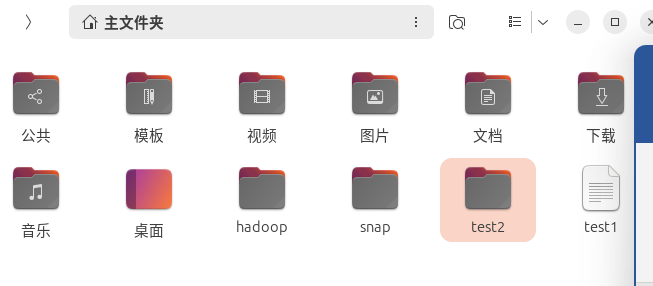 主文件夹
公共 模板 视频 图片 文档 下载
音乐 桌面 hadoop snap test2 test1